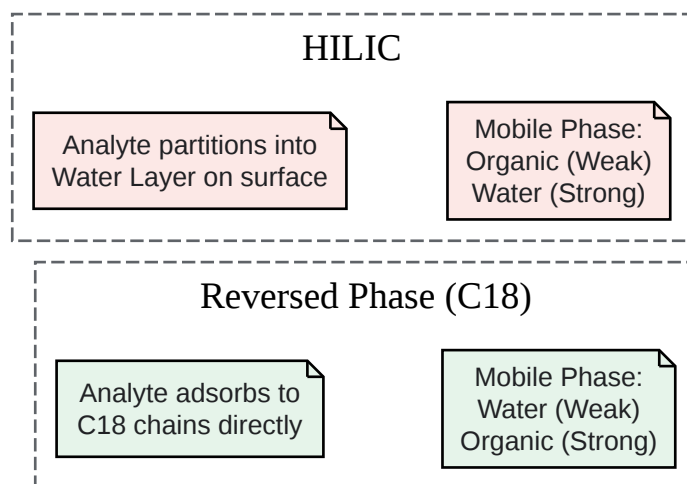 HILIC
Analyte partitions into
Water Layer on surface
Mobile Phase:
Organic (Weak)
Water (Strong)
Reversed Phase (C18)
Analyte adsorbs to
C18 chains directly
Mobile Phase:
Water (Weak)
Organic (Strong)